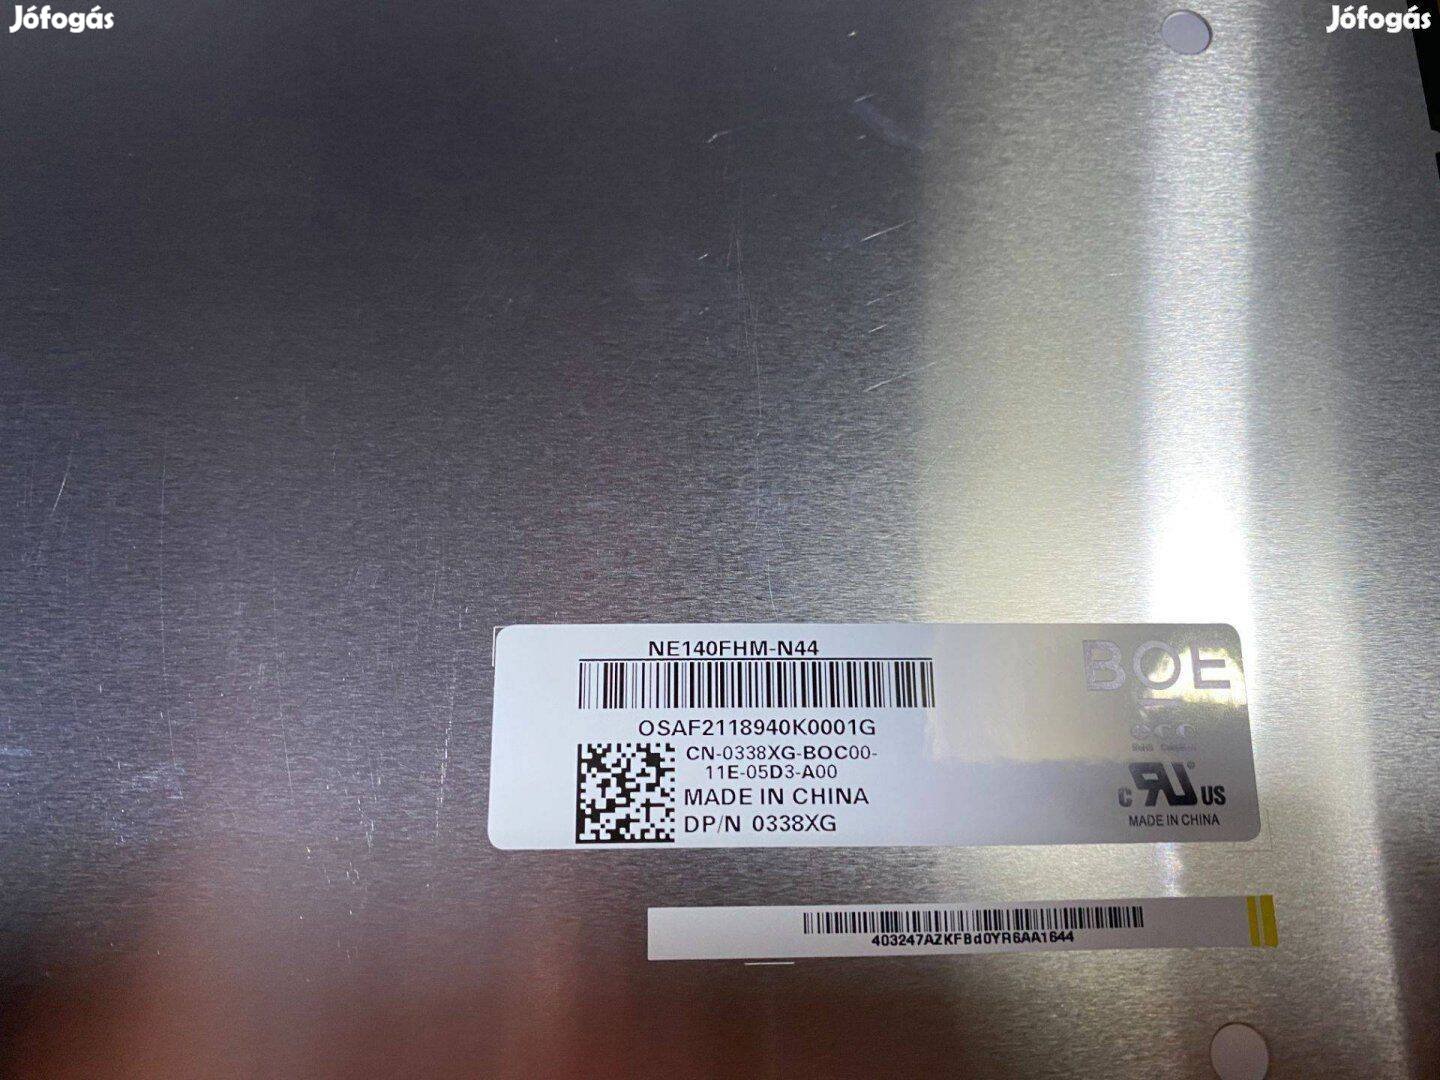 Jófogás
Jófogás
NE140FHM-N44
BOE
OSAF2118940K0001G
CN-0338XG-BOC00-
11E-05D3-A00
MADE IN CHINA
DP/N 0338XG
c RU US
MADE IN CHINA
403247AZKFBd0YR6AA1644